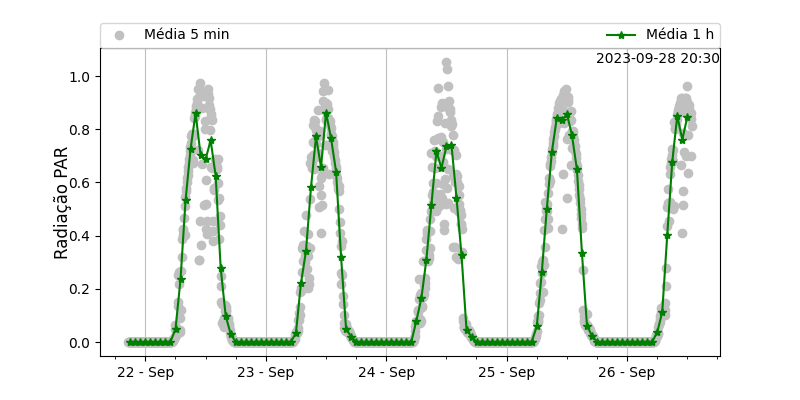 Média 5 min
Média 1 h
2023-09-28 20:30
Radiação PAR
1.0
0.8
0.6
0.4
0.2
0.0
22 - Sep
23 - Sep
24 - Sep
25 - Sep
26 - Sep